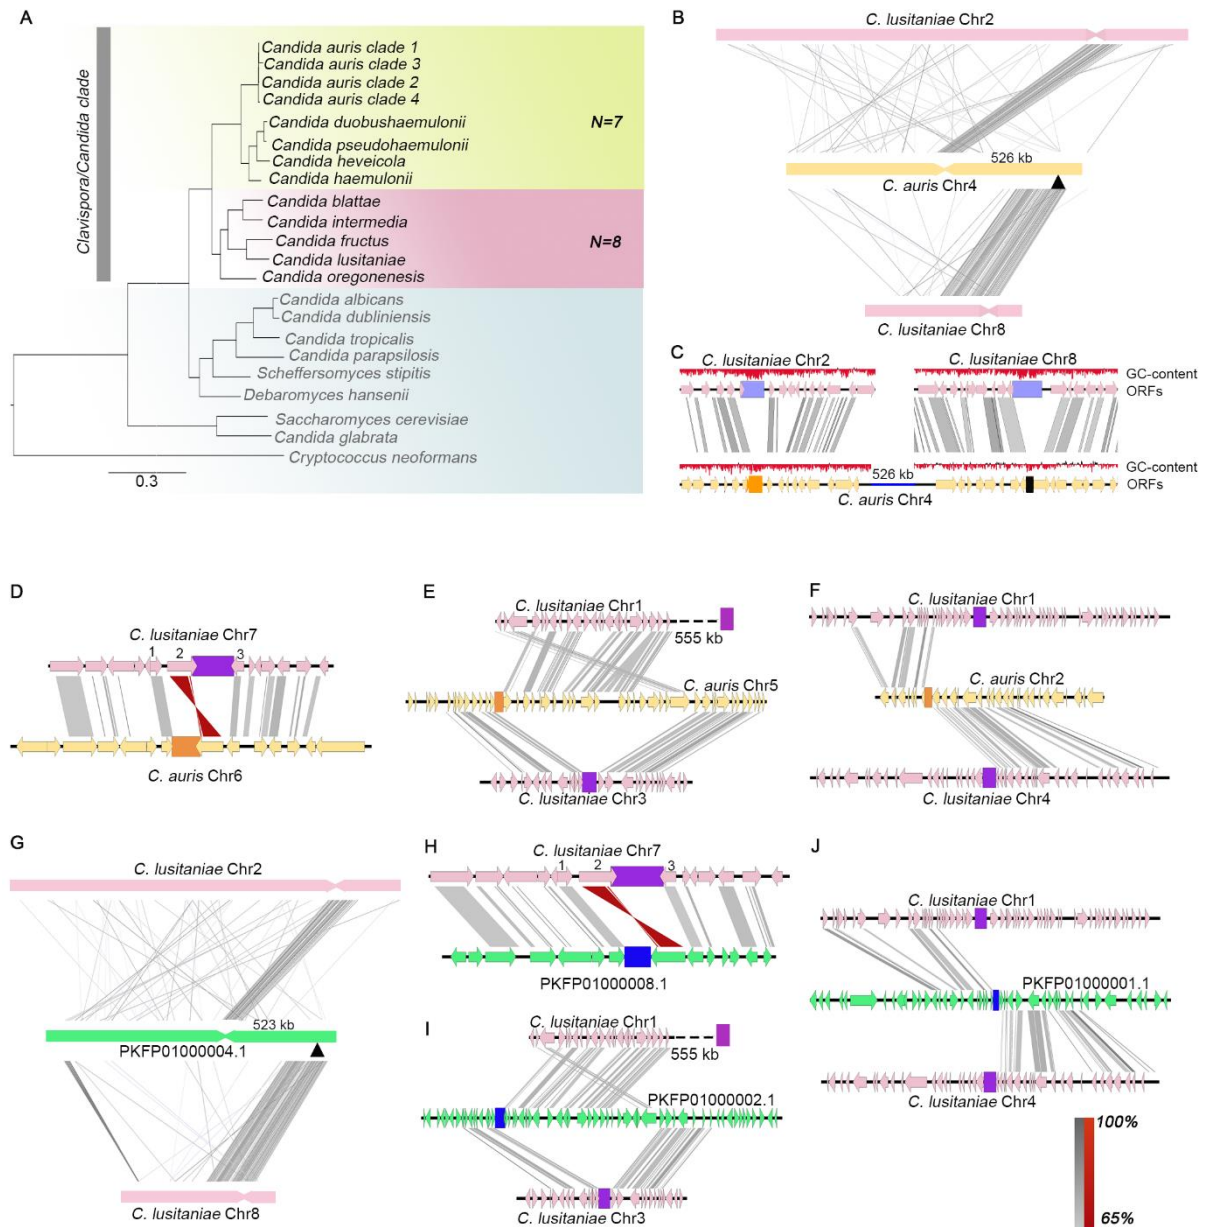 A
Clavispora/Candida clade
Candida auris clade 1
Candida auris clade 3
Candida auris clade 2
Candida auris clade 4
Candida duobushaemulonii
Candida pseudohaemulonii
Candida heveicola
Candida haemulonii
N=7
Candida blattae
Candida intermedia
Candida fructus
Candida lusitaniae
Candida oregonenesis
N=8
Candida albicans
Candida dubliniensis
Candida tropicalis
Candida parapsilosis
Scheffersomyces stipitis
Debaromyces hansenii
Saccharomyces cerevisiae
Candida glabrata
Cryptococcus neoformans
0.3
B
C. lusitaniae Chr2
526 kb
C. auris Chr4
C. lusitaniae Chr8
C
C. lusitaniae Chr2
C. lusitaniae Chr8
GC-content
ORFs
GC-content
526 kb
ORFs
C. auris Chr4
D
C. lusitaniae Chr7
1 2 3
C. auris Chr6
E
C. lusitaniae Chr1
555 kb
C. auris Chr5
C. lusitaniae Chr3
F
C. lusitaniae Chr1
C. auris Chr2
C. lusitaniae Chr4
G
C. lusitaniae Chr2
523 kb
PKFP01000004.1
C. lusitaniae Chr8
H
C. lusitaniae Chr7
1 2 3
PKFP01000008.1
I
C. lusitaniae Chr1
555 kb
PKFP01000002.1
C. lusitaniae Chr3
J
C. lusitaniae Chr1
PKFP01000001.1
C. lusitaniae Chr4
100%
65%